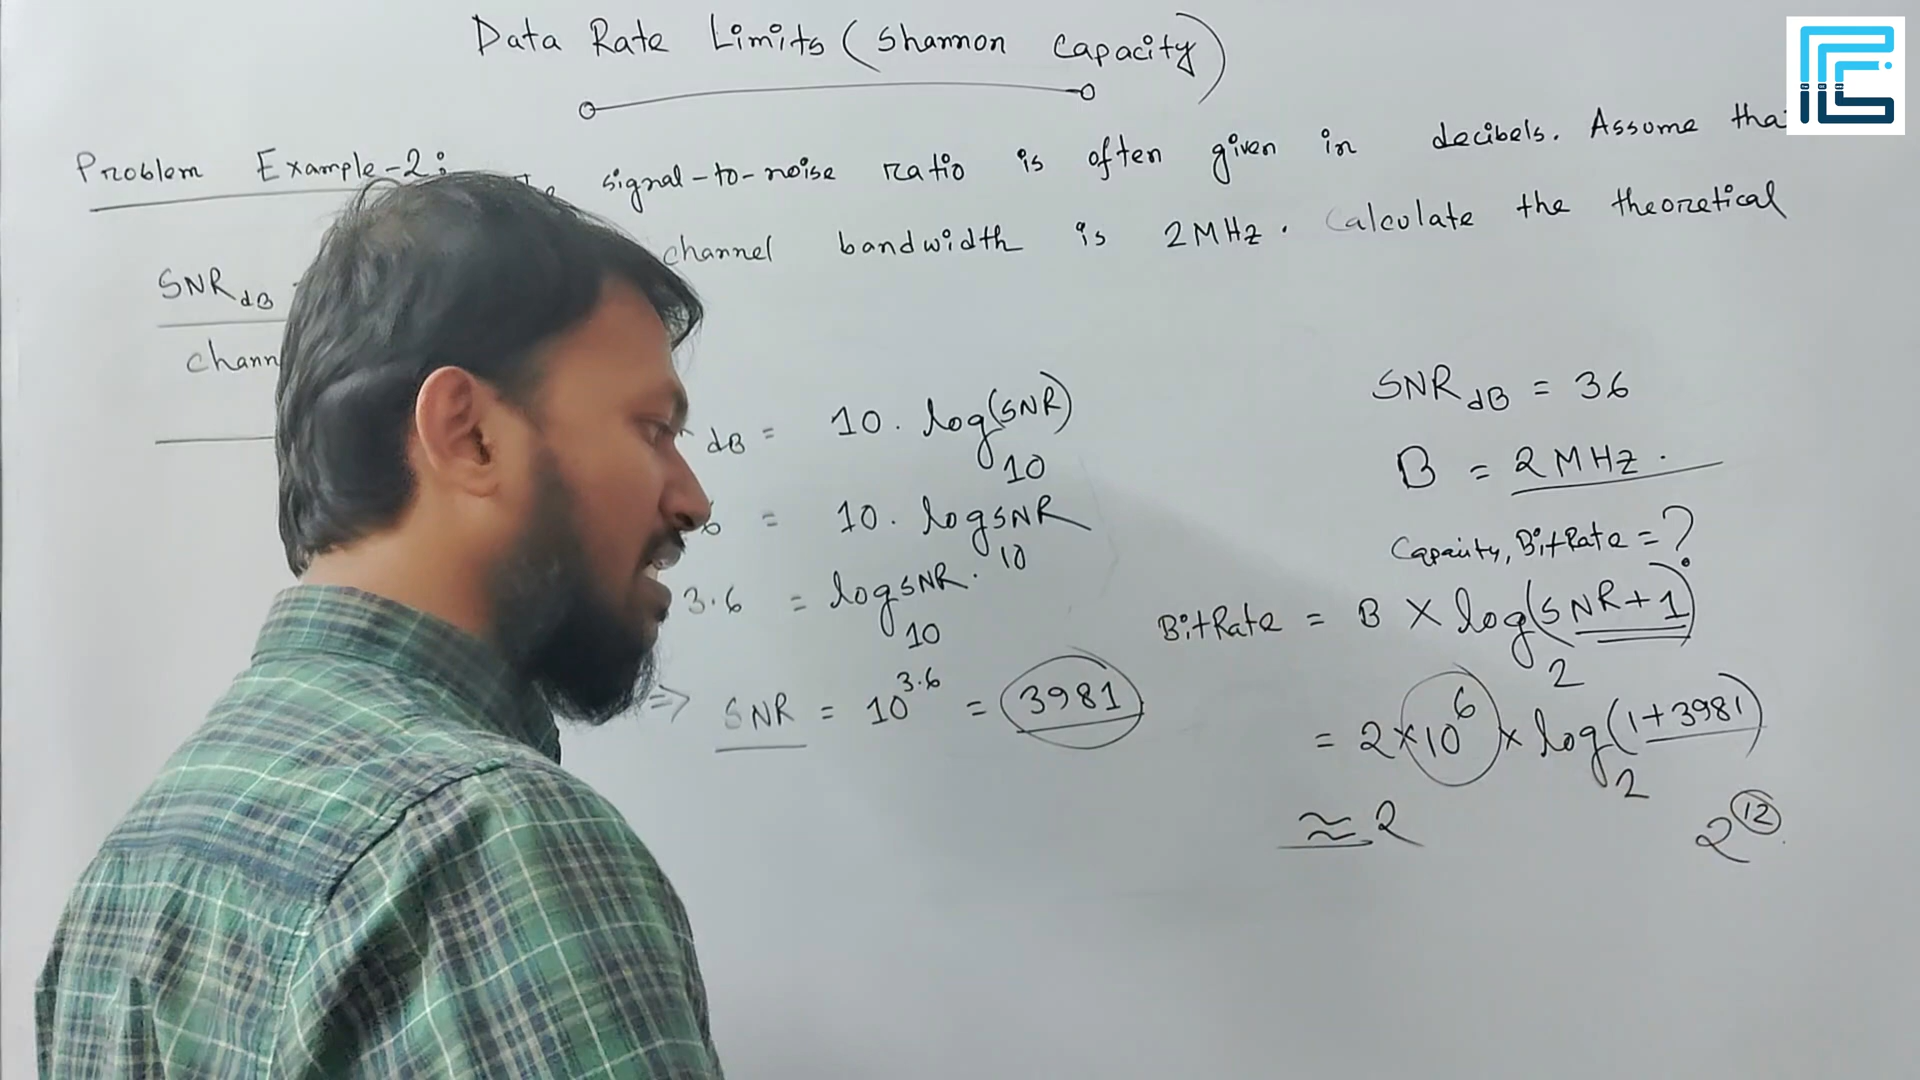 Data Rate Limits (Shannon Capacity)
Problem Example-2: The signal-to-noise ratio is often given in decibels. Assume that
SNR dB channel bandwidth is 2MHz. Calculate the theoretical
dB = 10. log10 (SNR)
= 10. log10 SNR
3.6 = log10 SNR.
=> SNR = 10^3.6 = 3981
SNR dB = 36
B = 2 MHz.
Capacity, BitRate = ?
BitRate = B × log2 (SNR+1)
= 2×10^6 × log2 (1+3981)
≈ 2
2^12